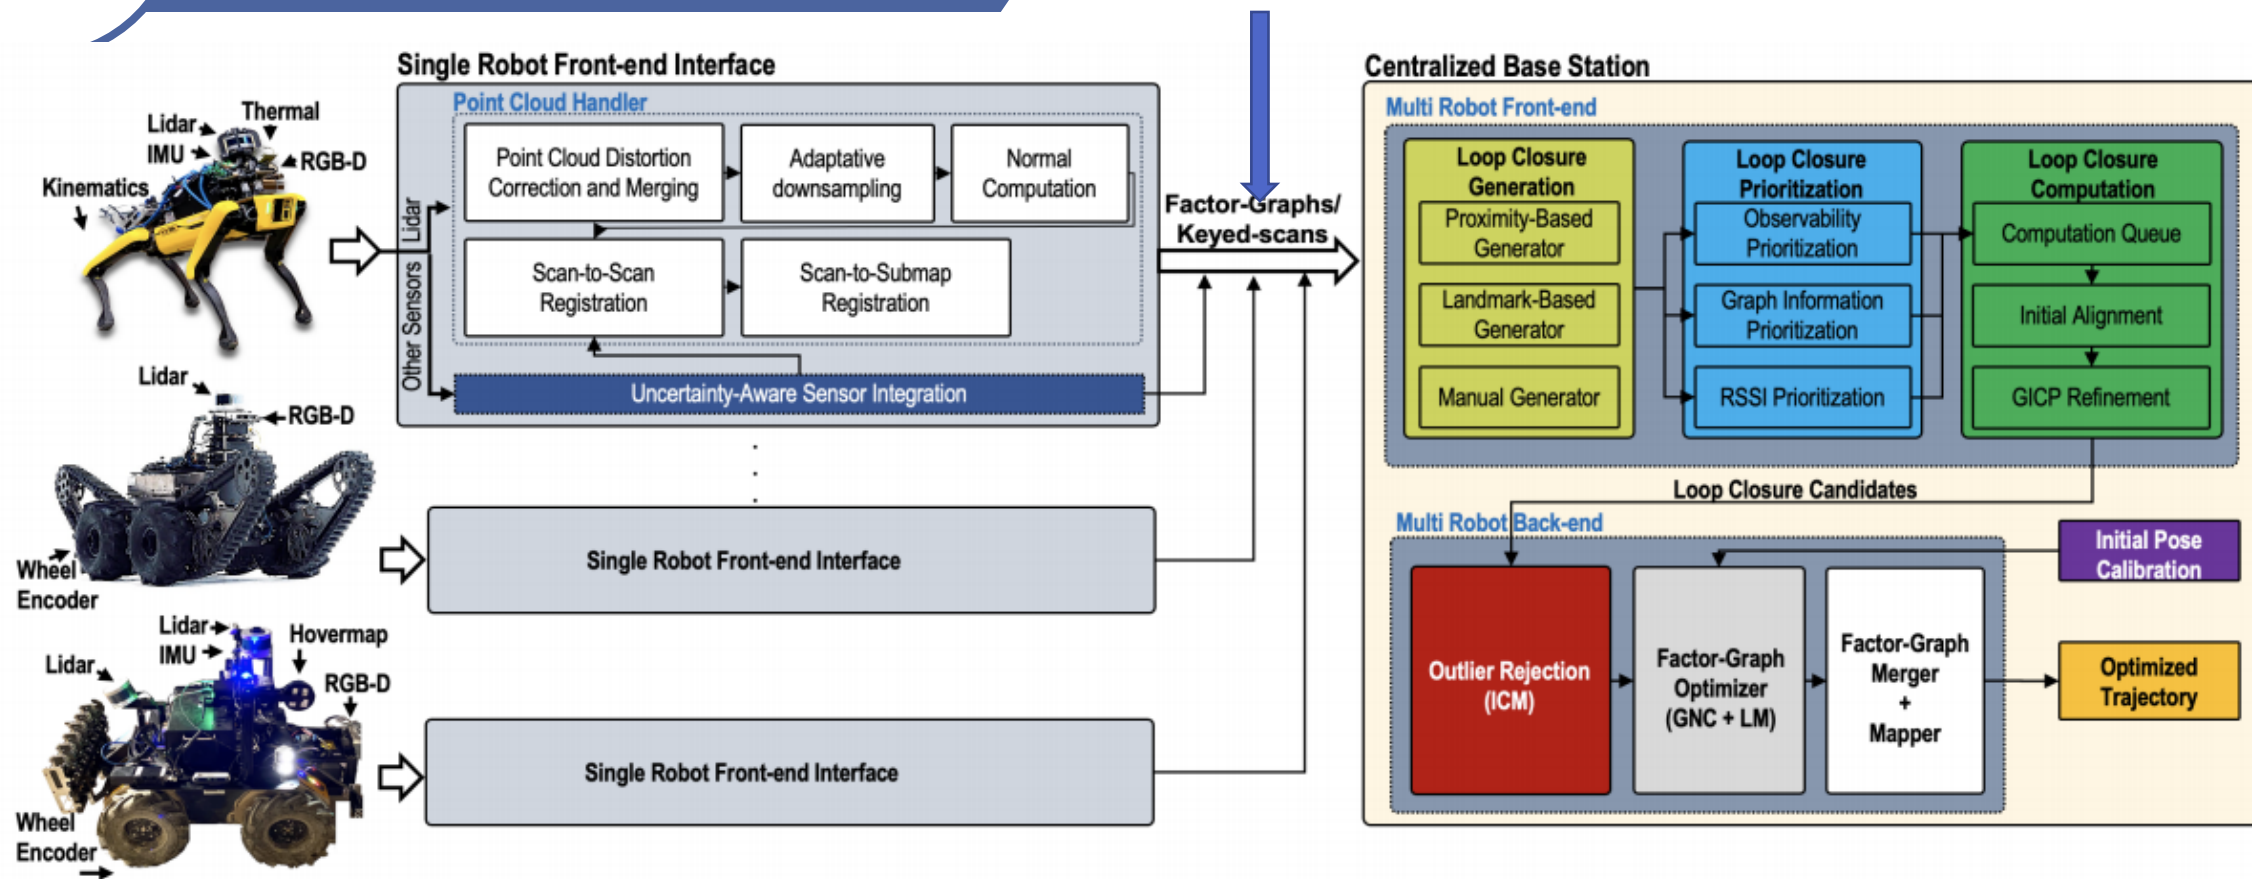 Single Robot Front-end Interface
Point Cloud Handler
Thermal
Lidar
IMU
RGB-D
Kinematics
Lidar
Other Sensors
Point Cloud Distortion
Correction and Merging
Adaptative
downsampling
Normal
Computation
Scan-to-Scan
Registration
Scan-to-Submap
Registration
Uncertainty-Aware Sensor Integration
Factor-Graphs/
Keyed-scans
Lidar
RGB-D
Wheel
Encoder
Single Robot Front-end Interface
Lidar
IMU
Hovermap
Lidar
RGB-D
Wheel
Encoder
Single Robot Front-end Interface
Centralized Base Station
Multi Robot Front-end
Loop Closure
Generation
Proximity-Based
Generator
Landmark-Based
Generator
Manual Generator
Loop Closure
Prioritization
Observability
Prioritization
Graph Information
Prioritization
RSSI Prioritization
Loop Closure
Computation
Computation Queue
Initial Alignment
GICP Refinement
Loop Closure Candidates
Multi Robot Back-end
Outlier Rejection
(ICM)
Factor-Graph
Optimizer
(GNC + LM)
Factor-Graph
Merger
+
Mapper
Initial Pose
Calibration
Optimized
Trajectory